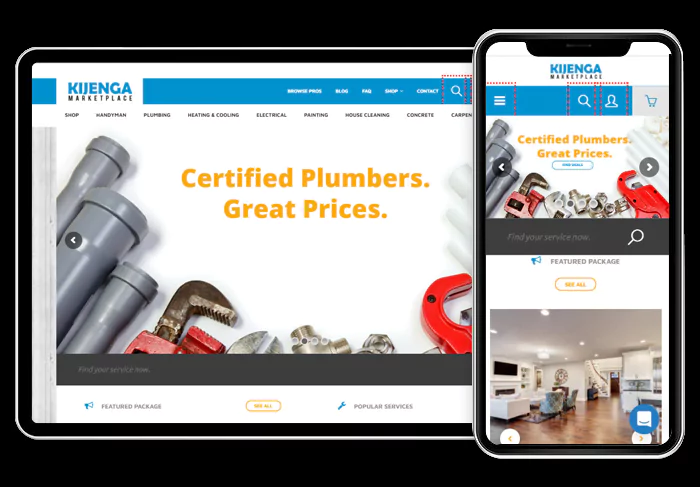 KIJENGA
MARKETPLACE
BROWSE PROS BLOG FAQ SHOP CONTACT
SHOP HANDYMAN PLUMBING HEATING & COOLING ELECTRICAL PAINTING HOUSE CLEANING CONCRETE CARPEN
Certified Plumbers.
Great Prices.
Find your service now.
FEATURED PACKAGE SEE ALL POPULAR SERVICES
KIJENGA
MARKETPLACE
Certified Plumbers.
Great Prices.
FIND DEALS
Find your service now.
FEATURED PACKAGE
SEE ALL